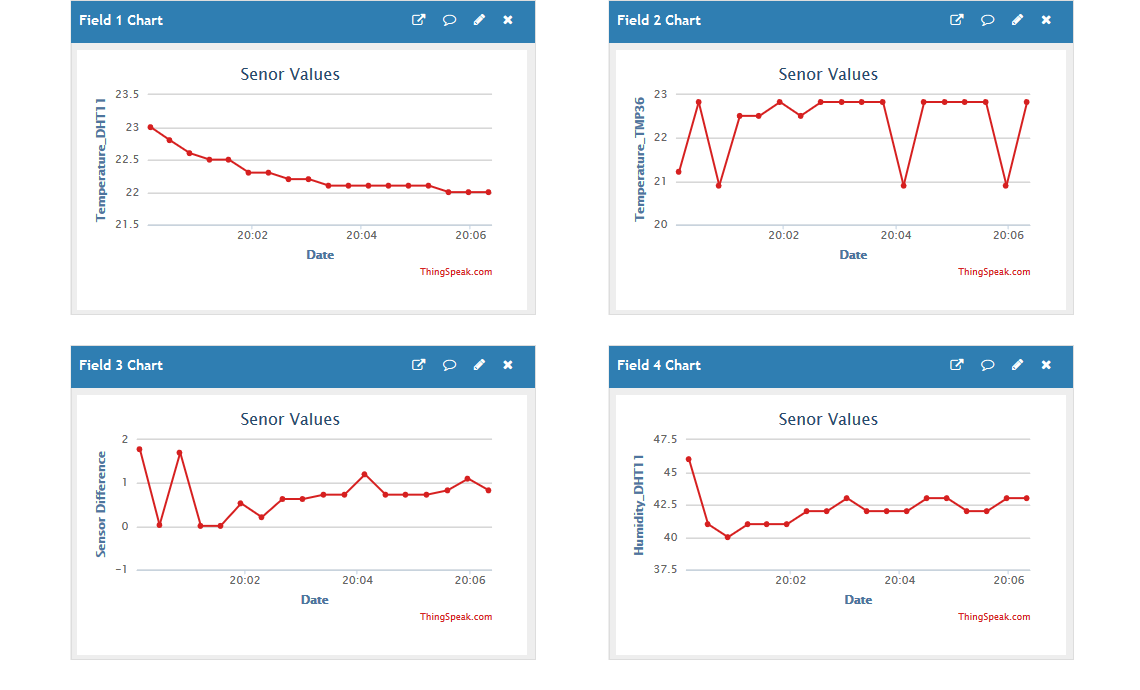 Field 1 Chart
Senor Values
Temperature_DHT11
23.5
23
22.5
22
21.5
20:02 20:04 20:06
Date
ThingSpeak.com
Field 2 Chart
Senor Values
Temperature_TMP36
23
22
21
20
20:02 20:04 20:06
Date
ThingSpeak.com
Field 3 Chart
Senor Values
Sensor Difference
2
1
0
−1
20:02 20:04 20:06
Date
ThingSpeak.com
Field 4 Chart
Senor Values
Humidity_DHT11
47.5
45
42.5
40
37.5
20:02 20:04 20:06
Date
ThingSpeak.com